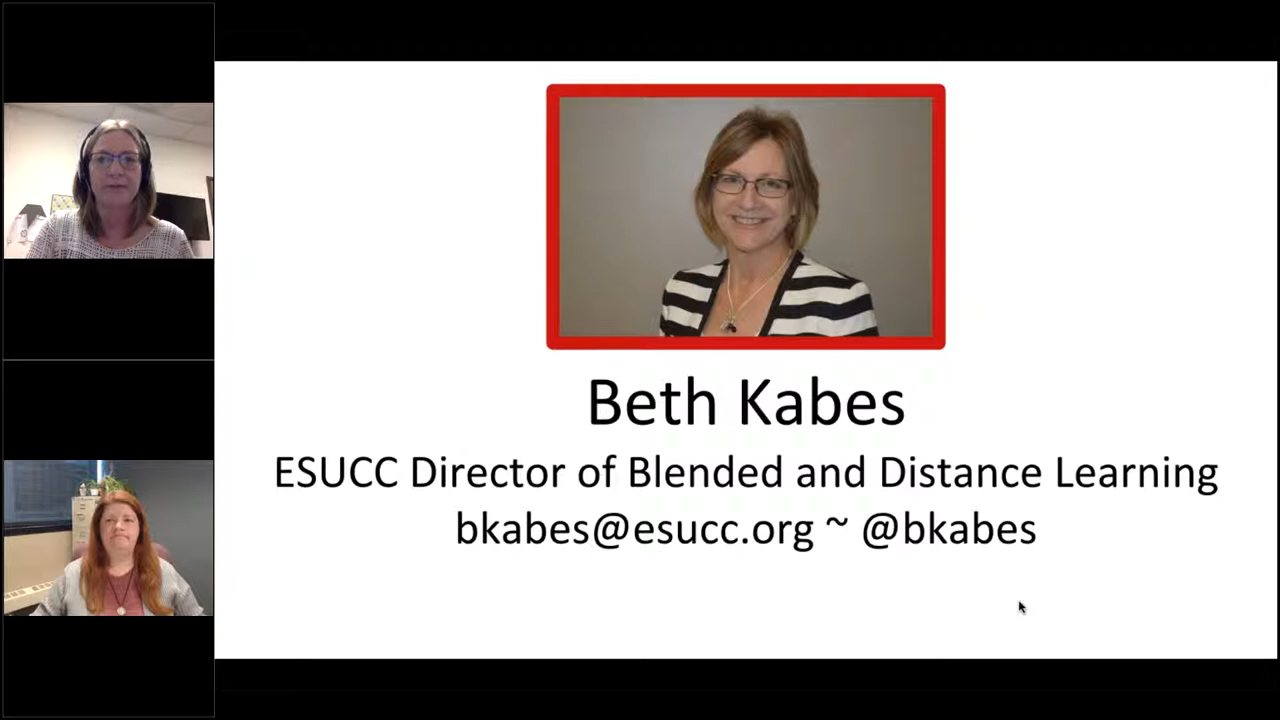 Beth Kabes
ESUCC Director of Blended and Distance Learning
bkabes@esucc.org ~ @bkabes